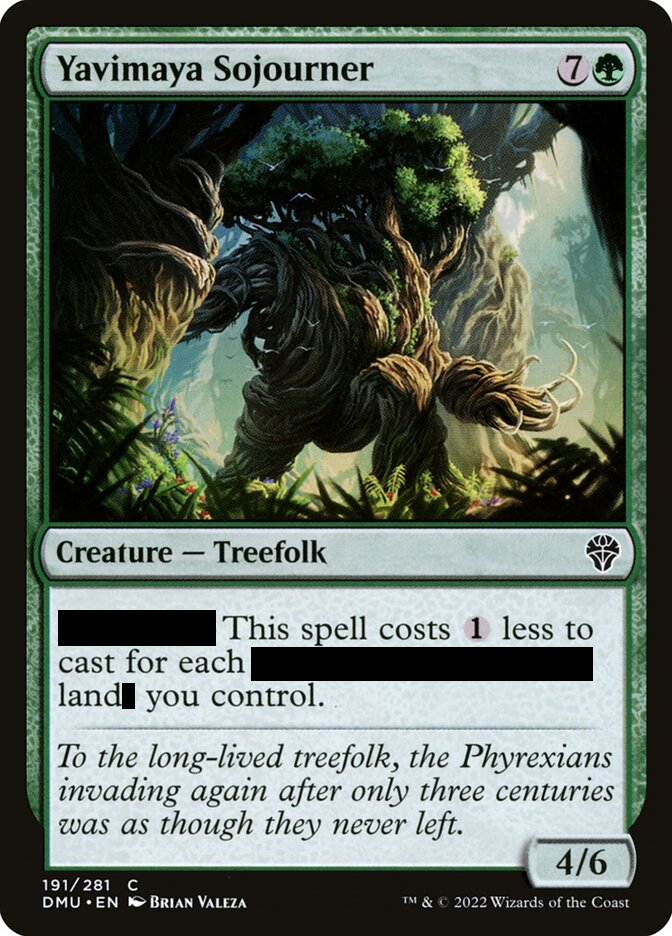 Yavimaya Sojourner 7
Creature — Treefolk
This spell costs 1 less to
cast for each
land you control.
To the long-lived treefolk, the Phyrexians
invading again after only three centuries
was as though they never left.
4/6
191/281 C
DMU • EN Brian Valeza
™ & © 2022 Wizards of the Coast